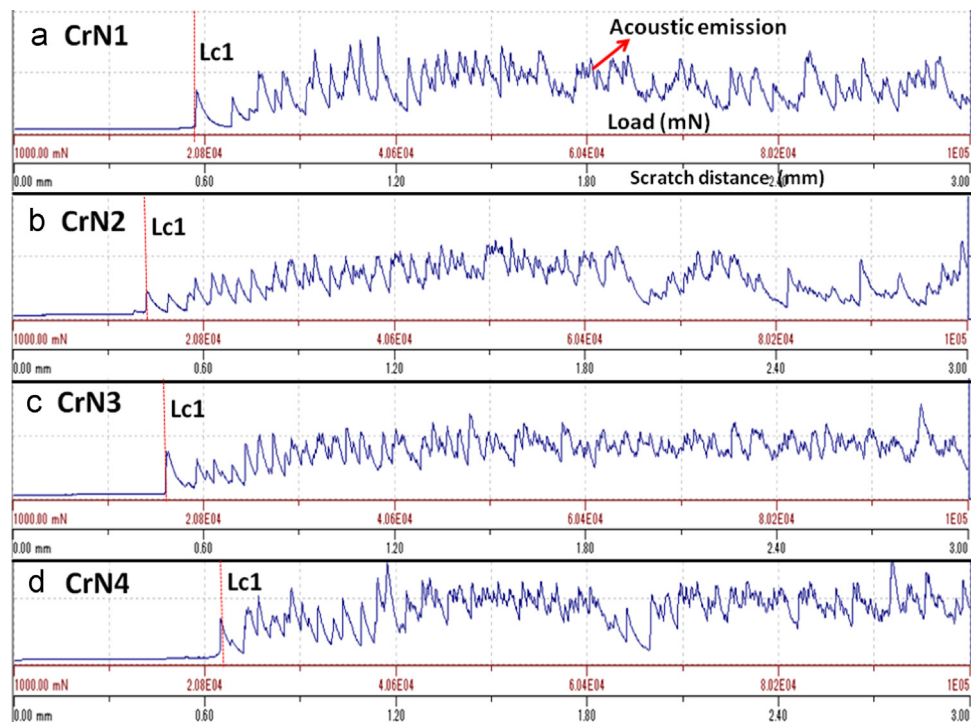 a CrN1
Lc1
Acoustic emission
Load (mN)
1000.00 mN 2.08E04 4.06E04 6.04E04 8.02E04 1E05
Scratch distance (mm)
0.00 mm 0.60 1.20 1.80 2.40 3.00
b CrN2
Lc1
1000.00 mN 2.08E04 4.06E04 6.04E04 8.02E04 1E05
0.00 mm 0.60 1.20 1.80 2.40 3.00
c CrN3
Lc1
1000.00 mN 2.08E04 4.06E04 6.04E04 8.02E04 1E05
0.00 mm 0.60 1.20 1.80 2.40 3.00
d CrN4
Lc1
1000.00 mN 2.08E04 4.06E04 6.04E04 8.02E04 1E05
0.00 mm 0.60 1.20 1.80 2.40 3.00